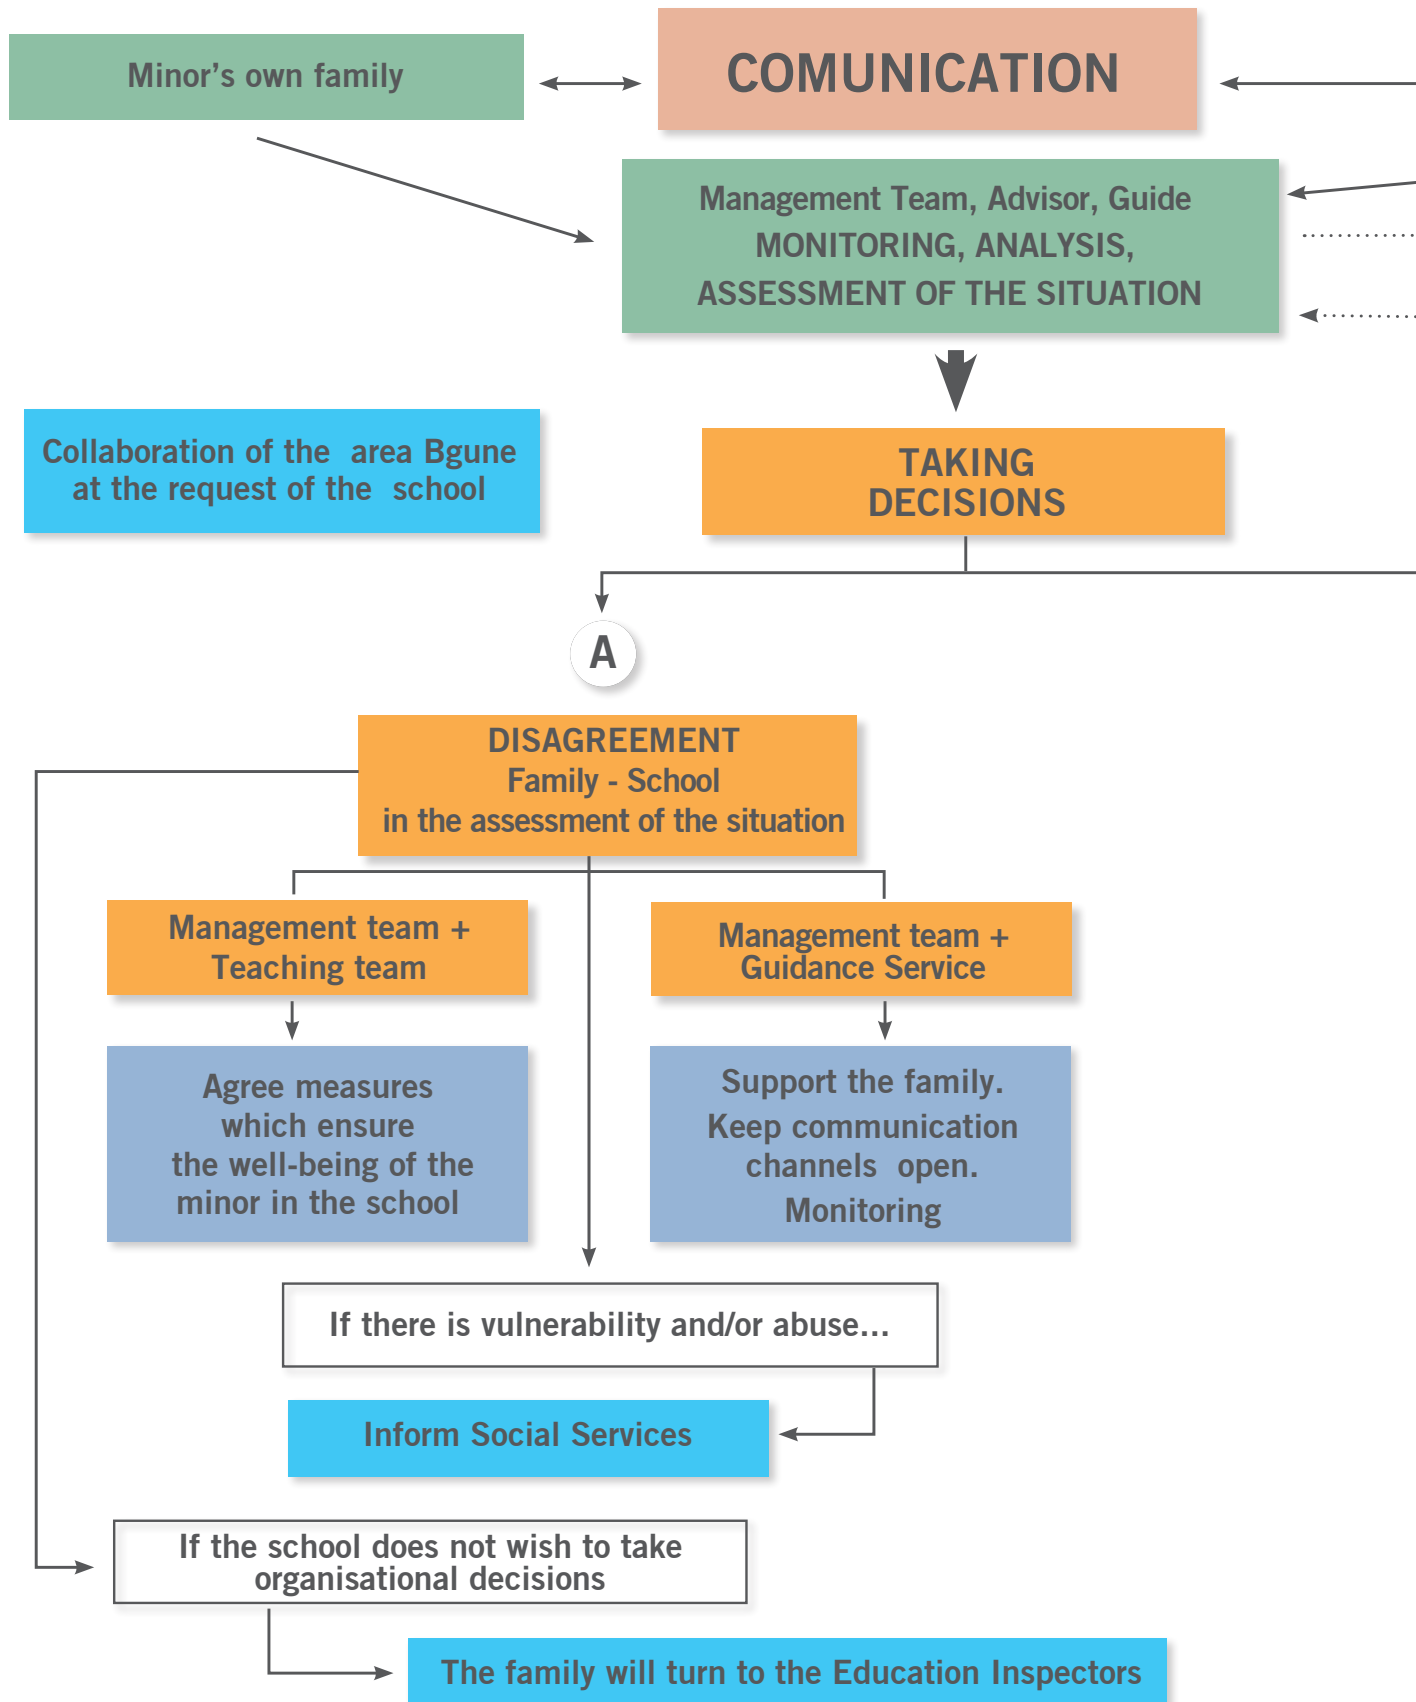 Minor’s own family
COMUNICATION
Management Team, Advisor, Guide
MONITORING, ANALYSIS,
ASSESSMENT OF THE SITUATION
Collaboration of the area Bgune
at the request of the school
TAKING
DECISIONS
A
DISAGREEMENT
Family - School
in the assessment of the situation
Management team +
Teaching team
Management team +
Guidance Service
Agree measures
which ensure
the well-being of the
minor in the school
Support the family.
Keep communication
channels open.
Monitoring
If there is vulnerability and/or abuse...
Inform Social Services
If the school does not wish to take
organisational decisions
The family will turn to the Education Inspectors